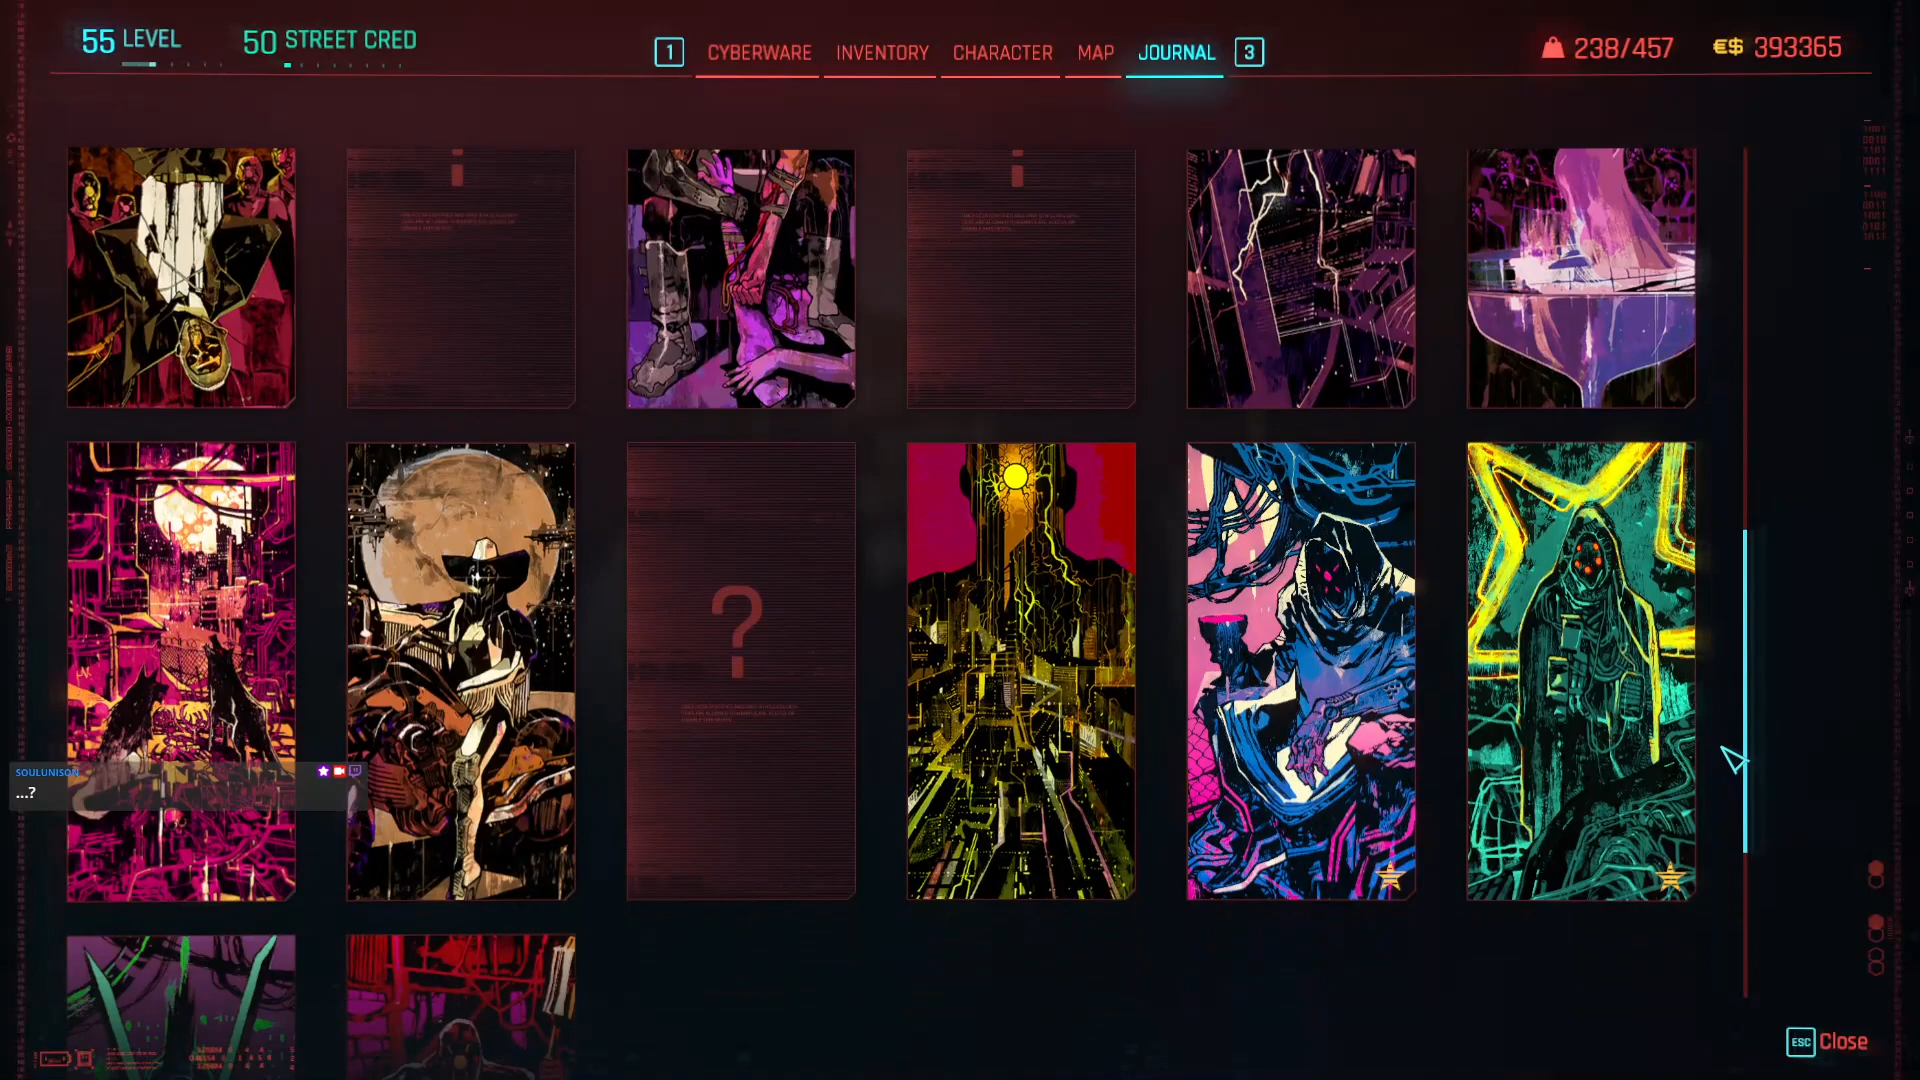 55 LEVEL
50 STREET CRED
1 CYBERWARE INVENTORY CHARACTER MAP JOURNAL 3
238/457
€$ 393365
?
SOULUNISON
...?
ESC Close